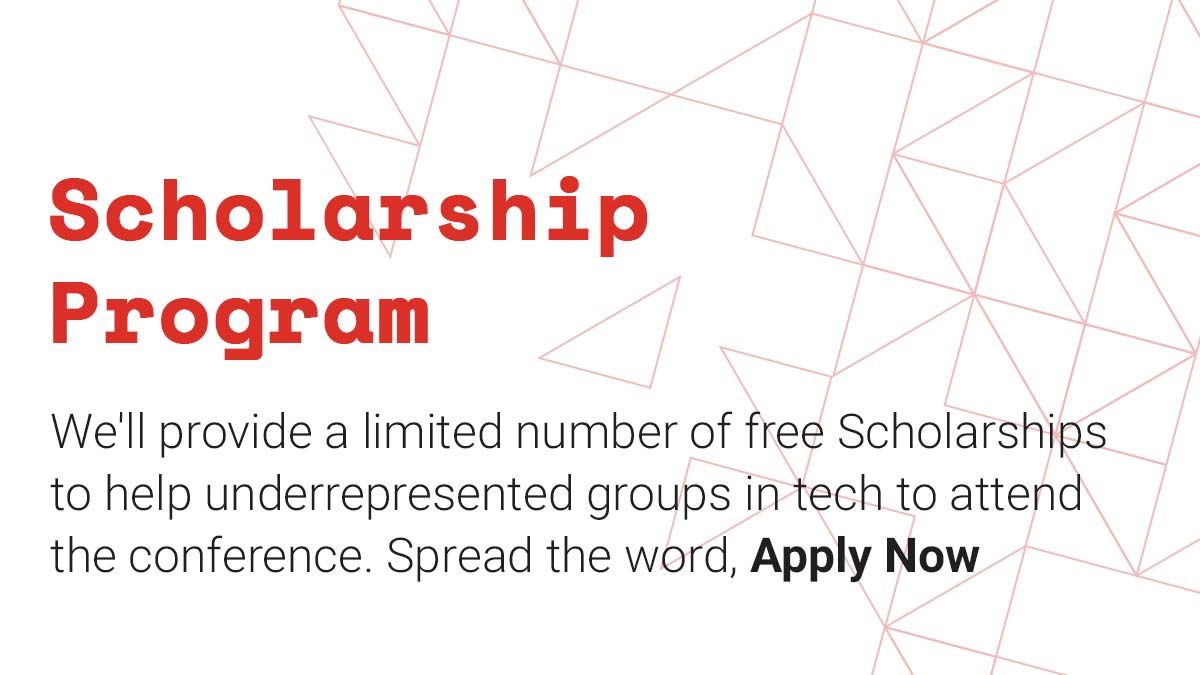 Scholarship
Program
We'll provide a limited number of free Scholarships
to help underrepresented groups in tech to attend
the conference. Spread the word, Apply Now